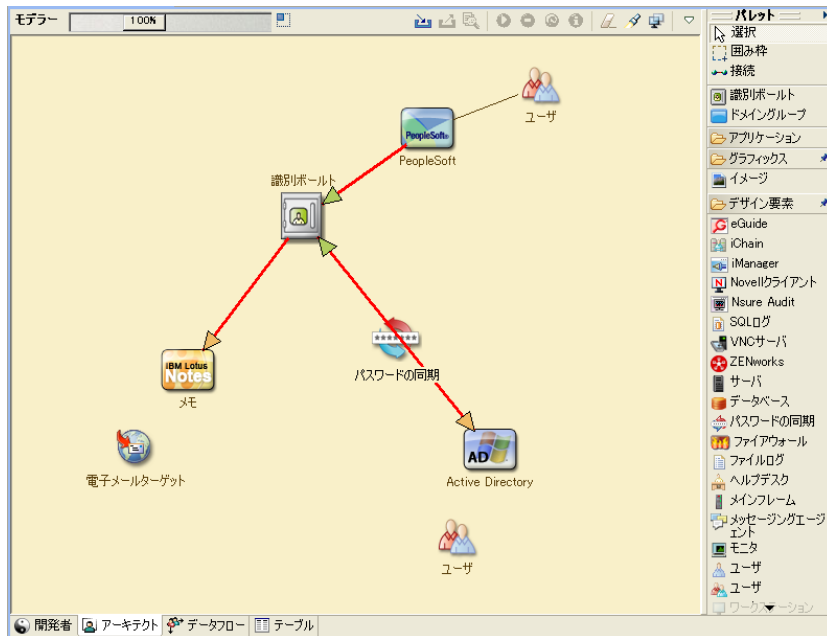 モデラー
100%
パレット
選択
囲み枠
接続
識別ボールト
ドメイングループ
アプリケーション
グラフィックス
イメージ
デザイン要素
eGuide
iChain
iManager
Novellクライアント
Nsure Audit
SQLログ
VNCサーバ
ZENworks
サーバ
データベース
パスワードの同期
ファイアウォール
ファイルログ
ヘルプデスク
メインフレーム
メッセージングエージ
ェント
モニタ
ユーザ
ユーザ
ワークステーション
ユーザ
PeopleSoft
PeopleSoft
識別ボールト
*******
パスワードの同期
IBM Lotus
Notes
メモ
電子メールターゲット
AD
Active Directory
ユーザ
開発者
アーキテクト
データフロー
テーブル